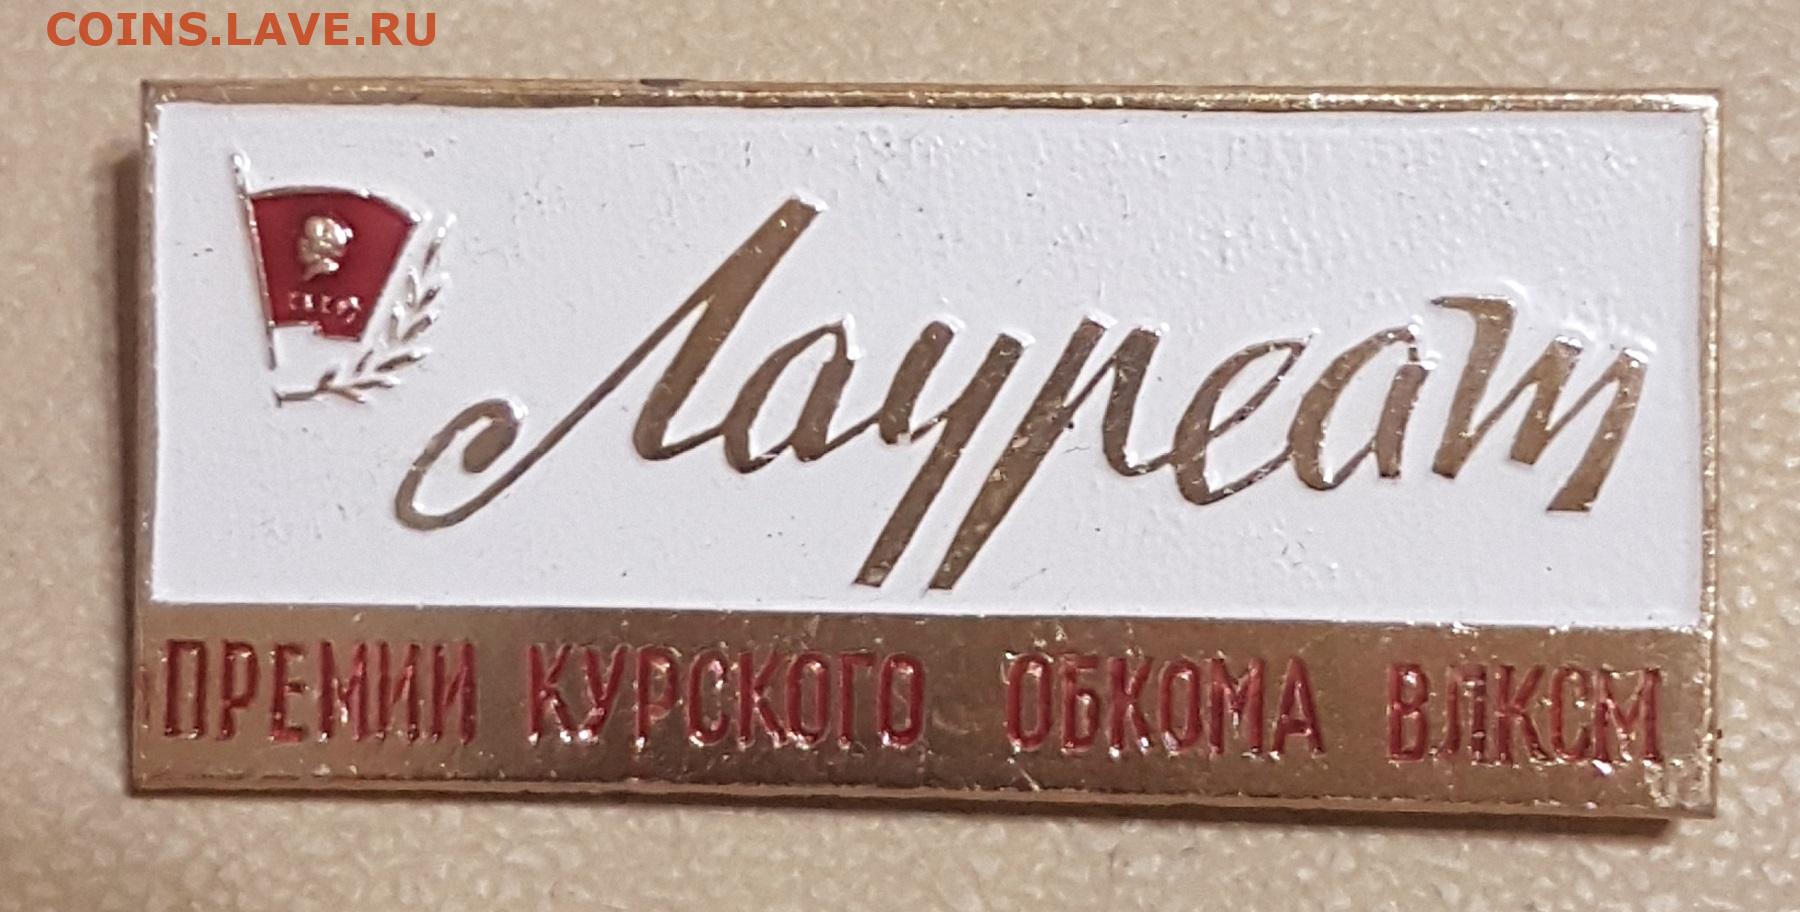 COINS.LAVE.RU
Лауреат
ПРЕМИИ КУРСКОГО ОБКОМА ВЛКСМ